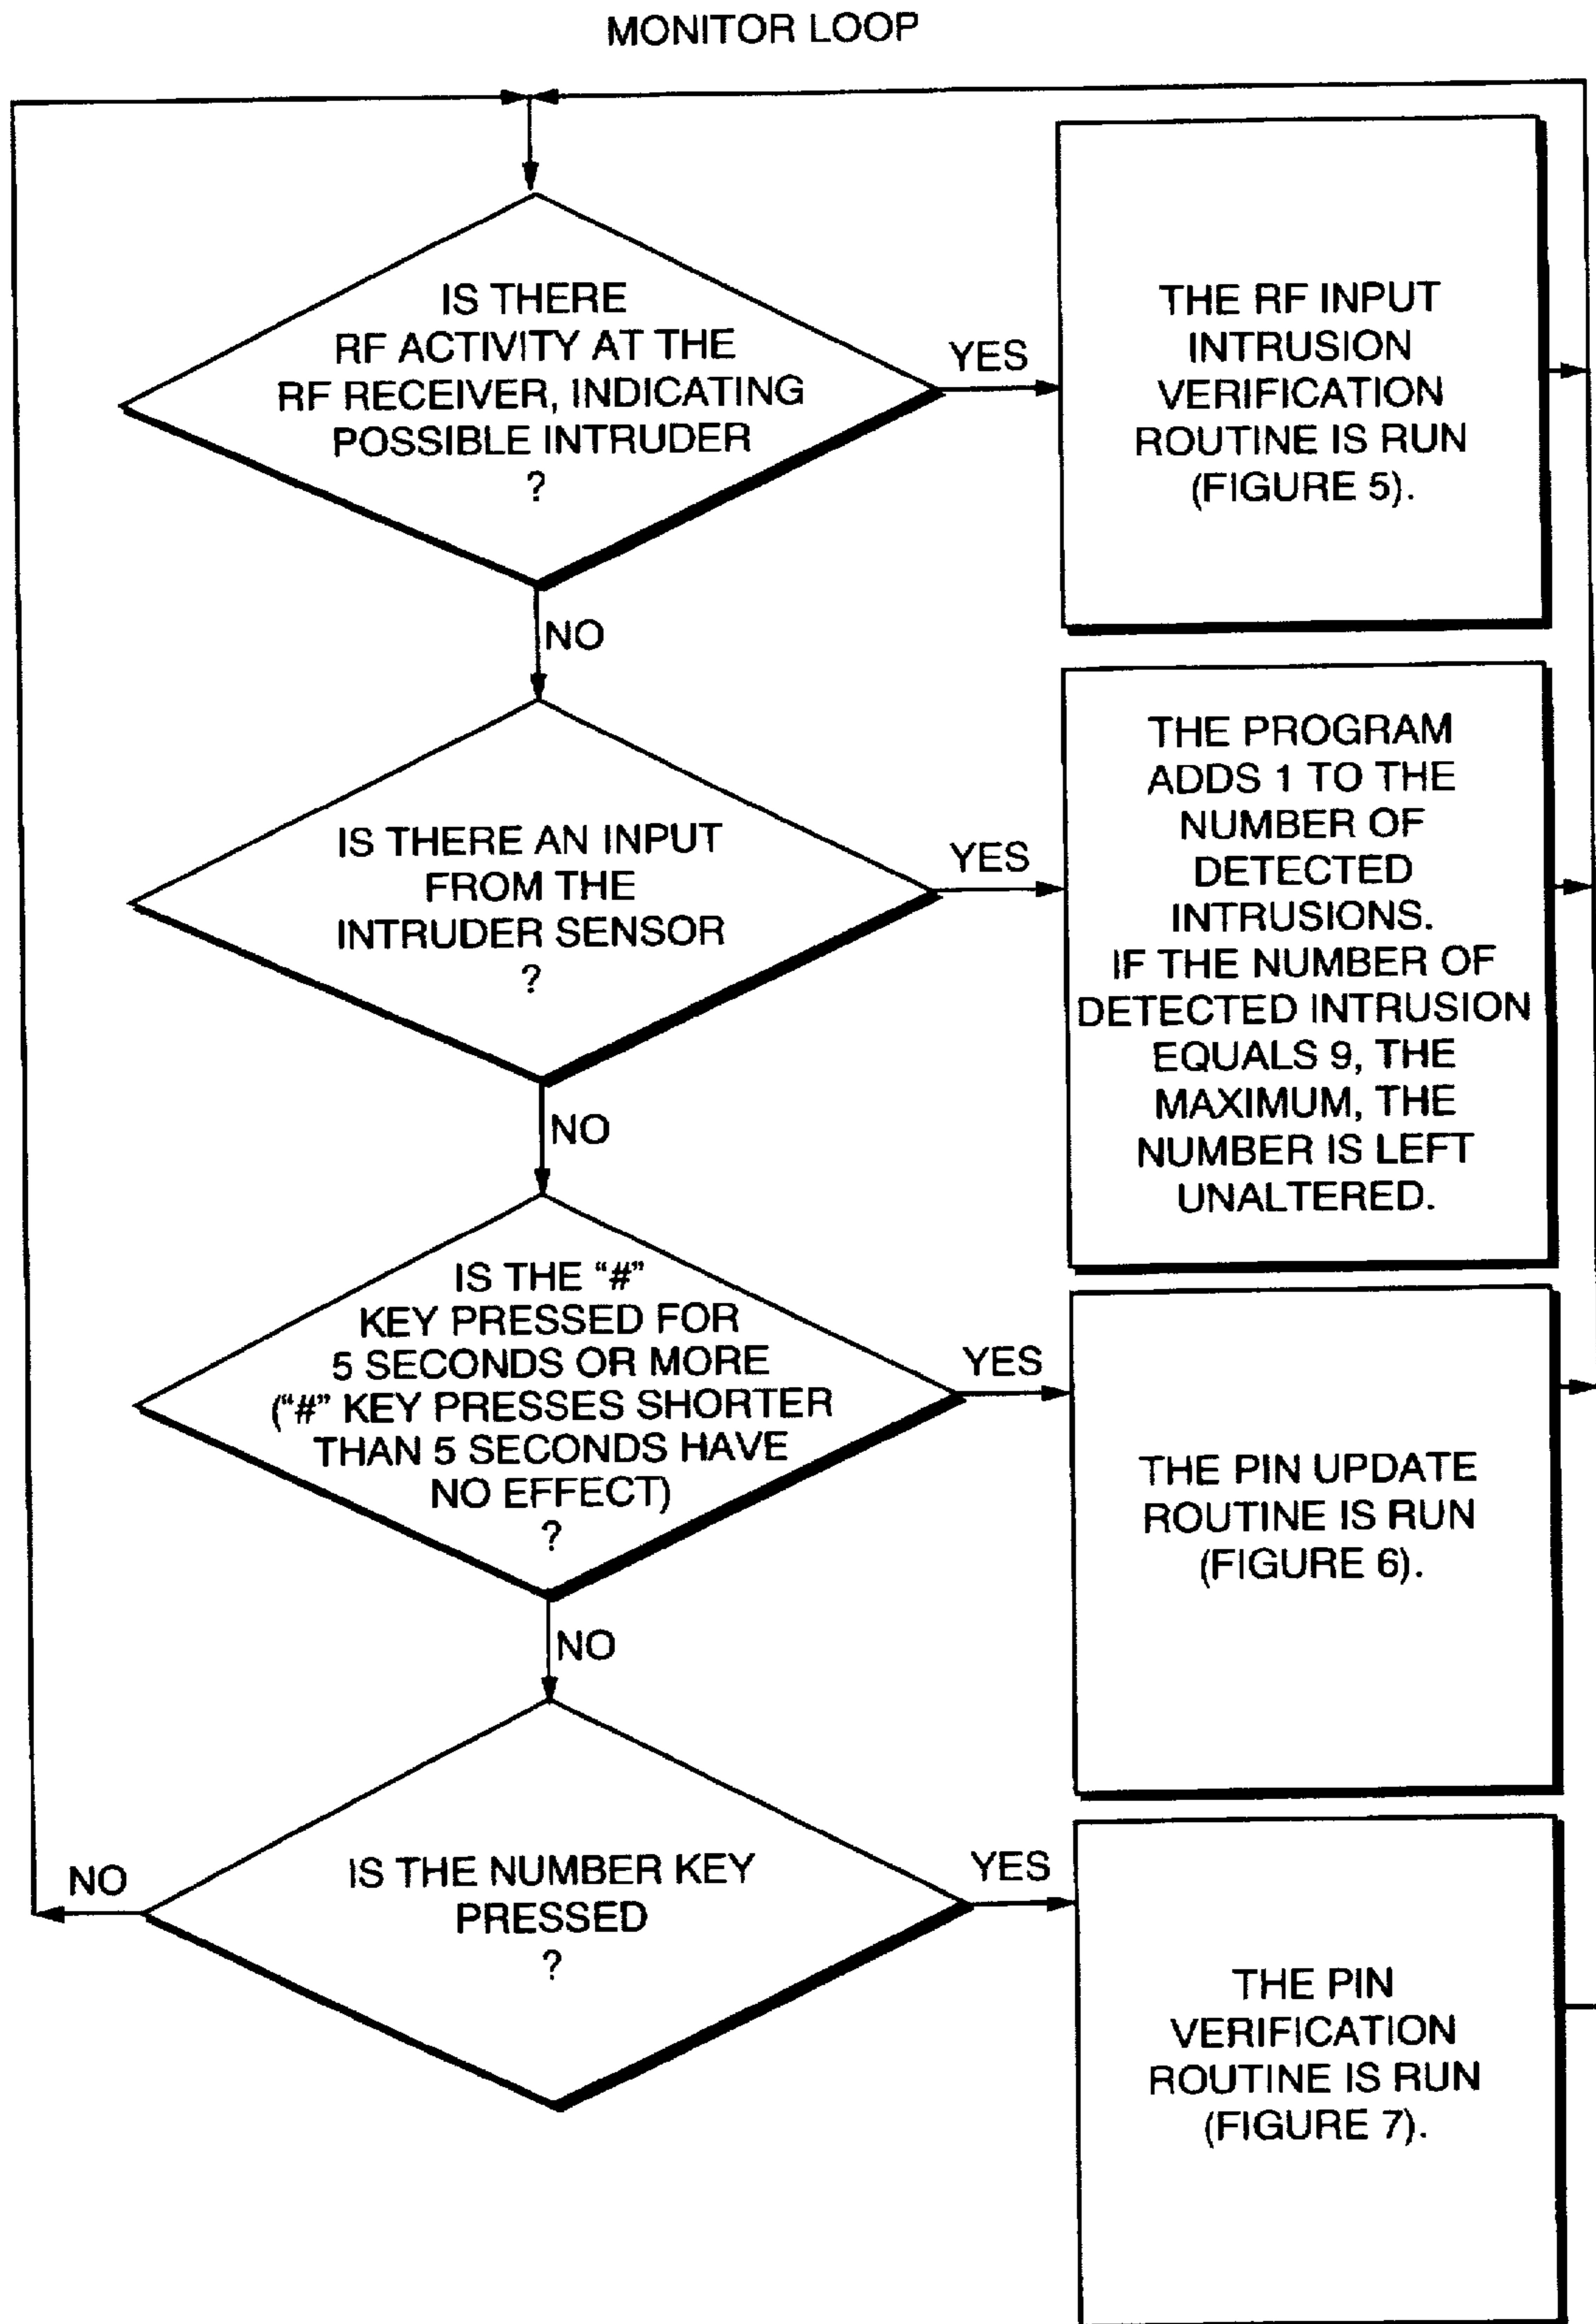 MONITOR LOOP
IS THERE
RF ACTIVITY AT THE
RF RECEIVER, INDICATING
POSSIBLE INTRUDER
?
YES
THE RF INPUT
INTRUSION
VERIFICATION
ROUTINE IS RUN
(FIGURE 5).
NO
IS THERE AN INPUT
FROM THE
INTRUDER SENSOR
?
YES
THE PROGRAM
ADDS 1 TO THE
NUMBER OF
DETECTED
INTRUSIONS.
IF THE NUMBER OF
DETECTED INTRUSION
EQUALS 9, THE
MAXIMUM, THE
NUMBER IS LEFT
UNALTERED.
NO
IS THE “#”
KEY PRESSED FOR
5 SECONDS OR MORE
(“#” KEY PRESSES SHORTER
THAN 5 SECONDS HAVE
NO EFFECT)
?
YES
THE PIN UPDATE
ROUTINE IS RUN
(FIGURE 6).
NO
IS THE NUMBER KEY
PRESSED
?
NO
YES
THE PIN
VERIFICATION
ROUTINE IS RUN
(FIGURE 7).